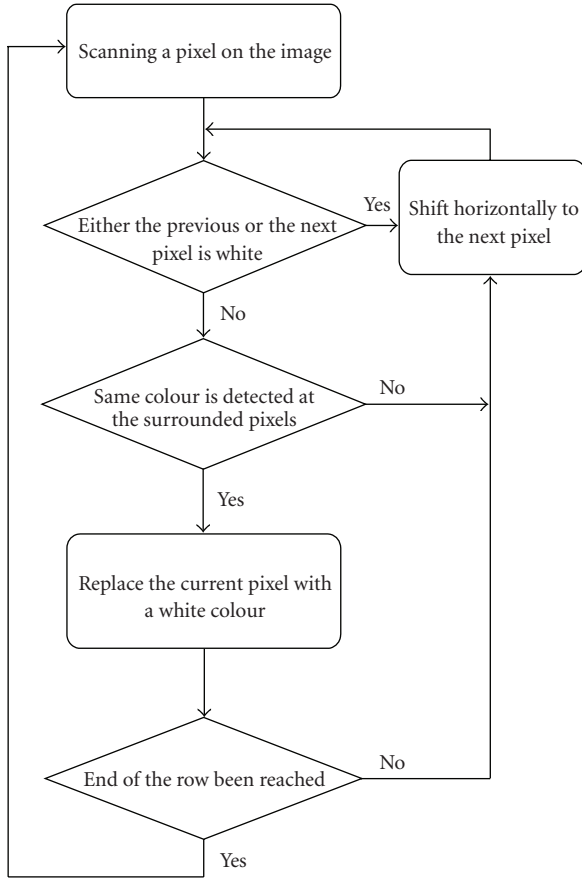 Scanning a pixel on the image
Either the previous or the next
pixel is white
Yes
Shift horizontally to
the next pixel
No
Same colour is detected at
the surrounded pixels
No
Yes
Replace the current pixel with
a white colour
End of the row been reached
No
Yes